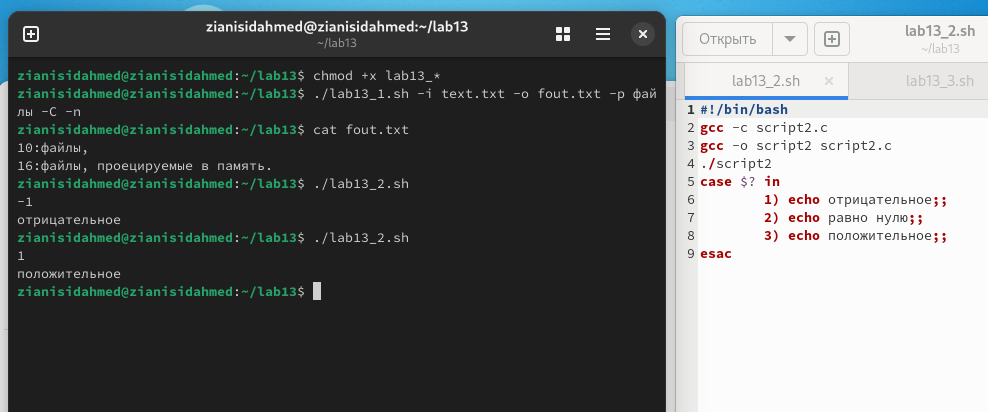 zianisidahmed@zianisidahmed:~/lab13
~/lab13
zianisidahmed@zianisidahmed:~/lab13$ chmod +x lab13_*
zianisidahmed@zianisidahmed:~/lab13$ ./lab13_1.sh -i text.txt -o fout.txt -p фай
лы -C -n
zianisidahmed@zianisidahmed:~/lab13$ cat fout.txt
10:файлы,
16:файлы, проецируемые в память.
zianisidahmed@zianisidahmed:~/lab13$ ./lab13_2.sh
-1
отрицательное
zianisidahmed@zianisidahmed:~/lab13$ ./lab13_2.sh
1
положительное
zianisidahmed@zianisidahmed:~/lab13$
Открыть
lab13_2.sh
~/lab13
lab13_2.sh
lab13_3.sh
1 #!/bin/bash
2 gcc -c script2.c
3 gcc -o script2 script2.c
4 ./script2
5 case $? in
6 1) echo отрицательное;;
7 2) echo равно нулю;;
8 3) echo положительное;;
9 esac